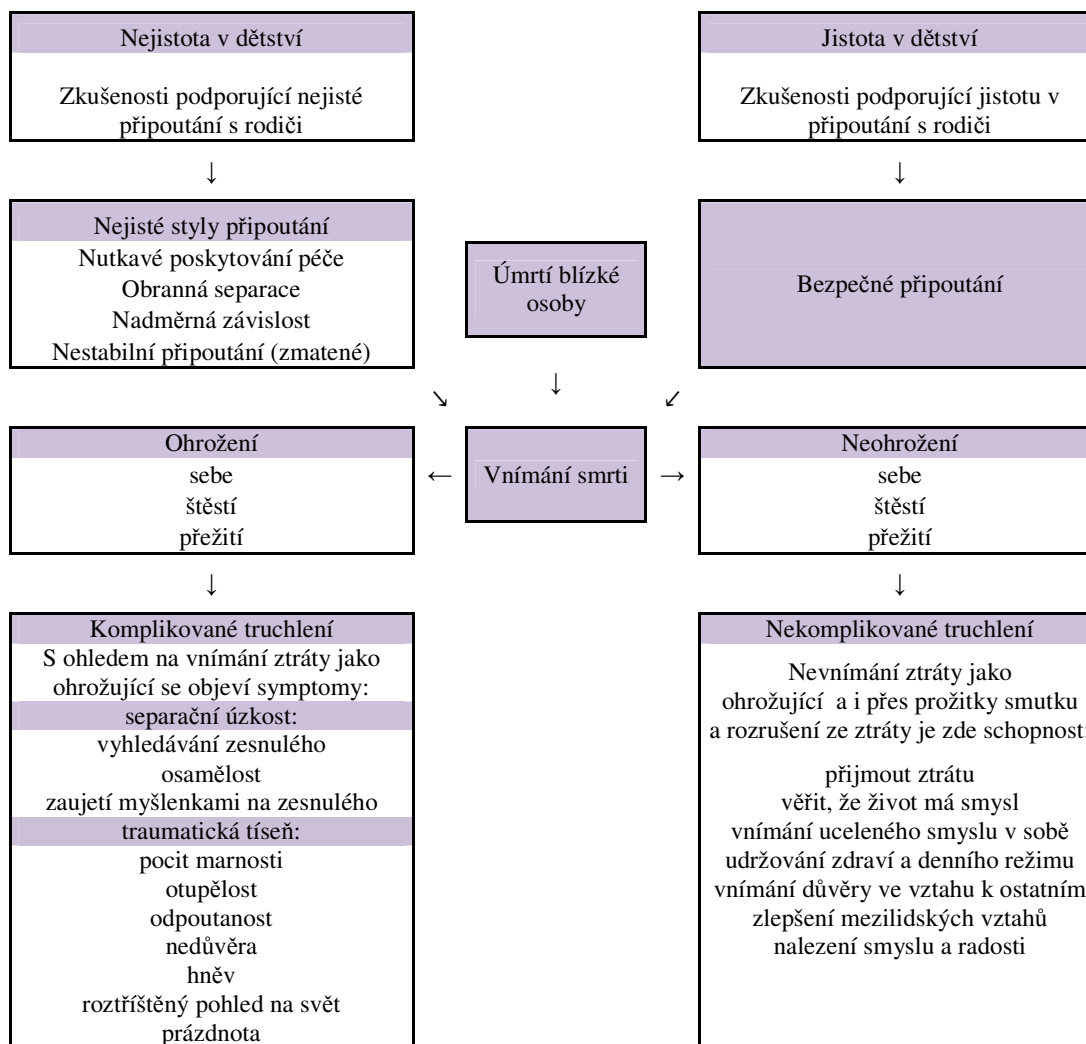 Nejistota v dětství
Zkušenosti podporující nejisté
připoutání s rodiči
Jistota v dětství
Zkušenosti podporující jistotu v
připoutání s rodiči
↓
↓
Nejisté styly připoutání
Nutkavé poskytování péče
Obranná separace
Nadměrná závislost
Nestabilní připoutání (zmatené)
Úmrtí blízké
osoby
Bezpečné připoutání
↘
↓
↙
Ohrožení
sebe
štěstí
přežití
←
Vnímání smrti
→
Neohrožení
sebe
štěstí
přežití
↓
↓
Komplikované truchlení
S ohledem na vnímání ztráty jako
ohrožující se objeví symptomy:
separační úzkost:
vyhledávání zesnulého
osamělost
zaujetí myšlenkami na zesnulého
traumatická tíseň:
pocit marnosti
otupělost
odpoutanost
nedůvěra
hněv
roztříštěný pohled na svět
prázdnota
Nekomplikované truchlení
Nevnímání ztráty jako
ohrožující a i přes prožitky smutku
a rozrušení ze ztráty je zde schopnost:
přijmout ztrátu
věřit, že život má smysl
vnímání uceleného smyslu v sobě
udržování zdraví a denního režimu
vnímání důvěry ve vztahu k ostatním
zlepšení mezilidských vztahů
nalezení smyslu a radosti